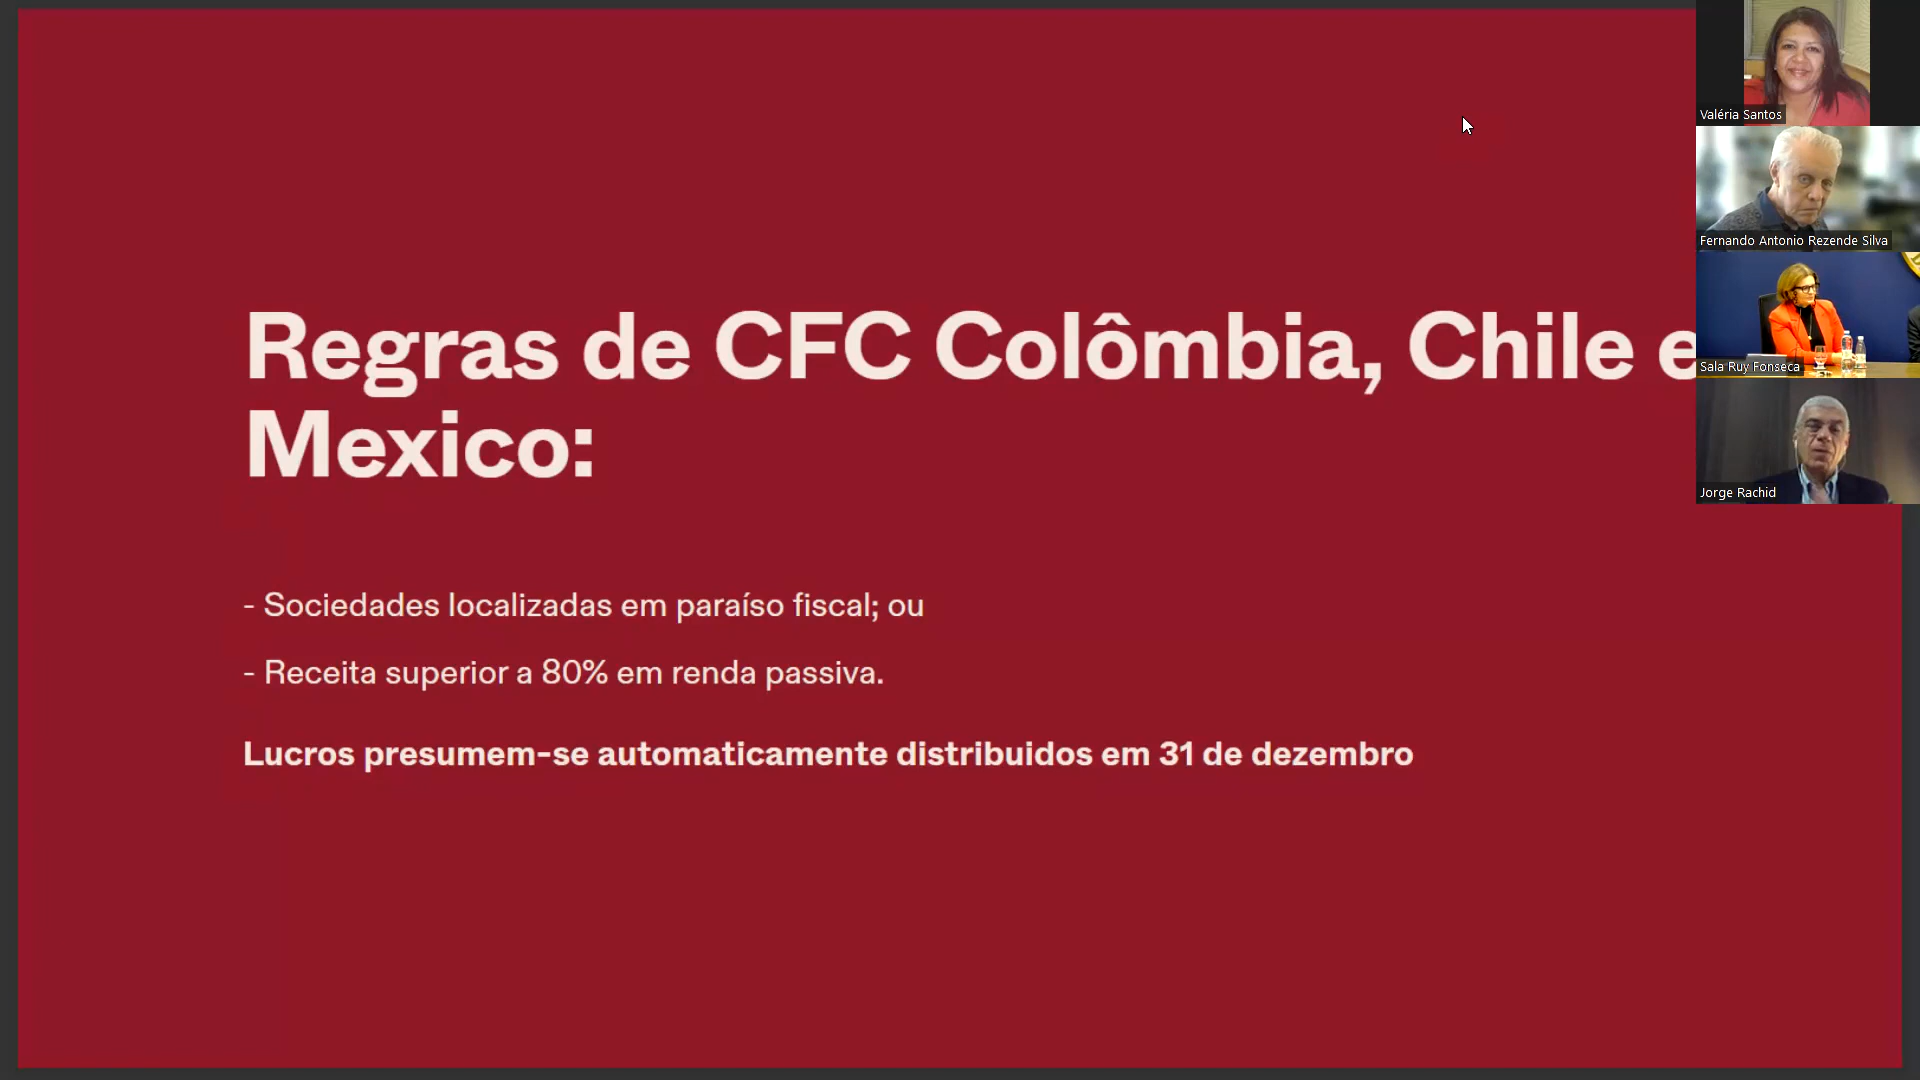 Regras de CFC Colômbia, Chile e
Mexico:
- Sociedades localizadas em paraíso fiscal; ou
- Receita superior a 80% em renda passiva.
Lucros presumem-se automaticamente distribuidos em 31 de dezembro
Valéria Santos
Fernando Antonio Rezende Silva
Sala Ruy Fonseca
Jorge Rachid